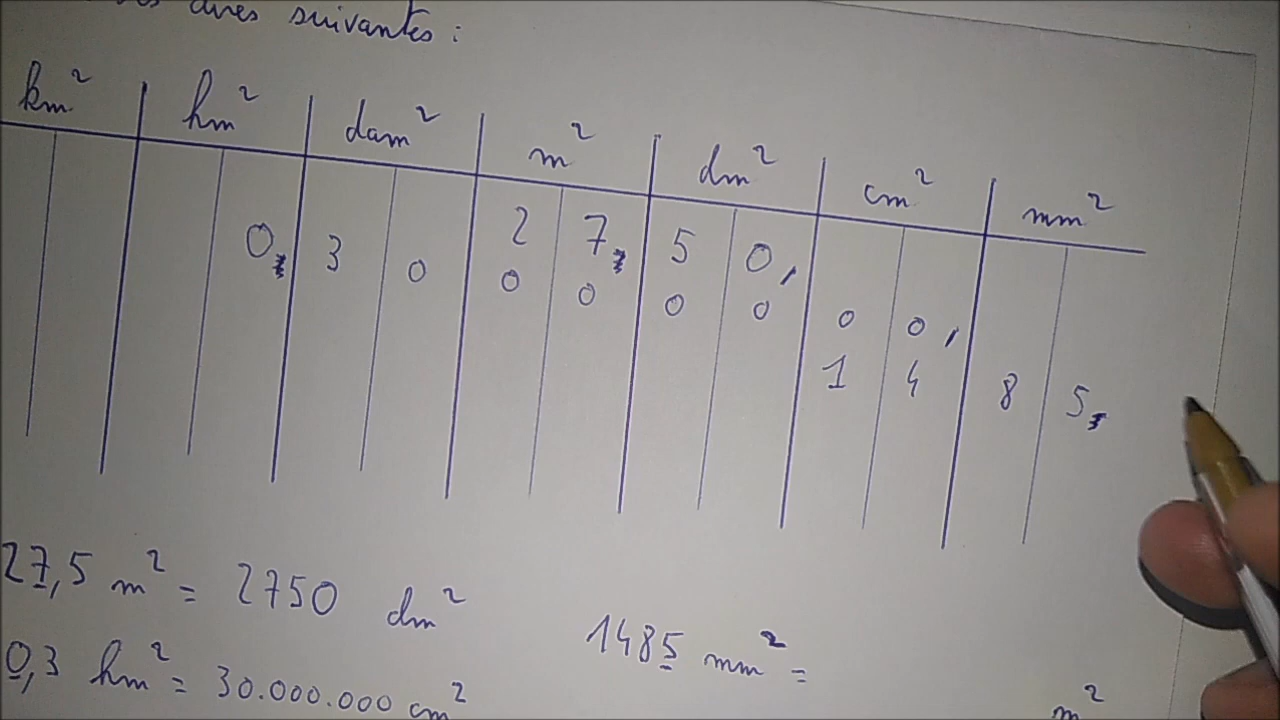 suivantes :
km² hm² dam² m² dm² cm² mm²
0, 3 0 2 7, 5 0,
0 0 0 0 0 0,
1 4 8 5,
27,5 m² = 2750 dm²
0,3 hm² = 30.000.000 cm²
1485 mm² =
m²